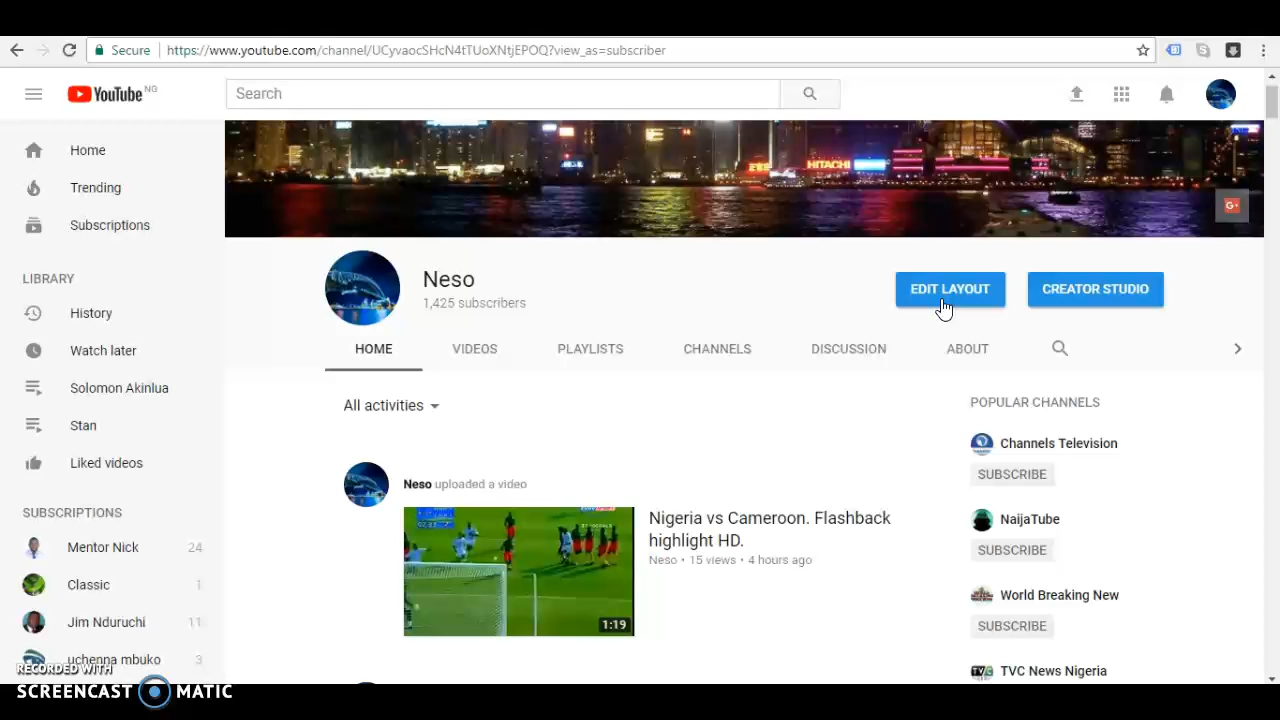 Secure
https://www.youtube.com/channel/UCyvaocSHcN4tTUoXNtjEPOQ?view_as=subscriber
YouTube NG
Search
Home
Trending
Subscriptions
LIBRARY
History
Watch later
Solomon Akinlua
Stan
Liked videos
SUBSCRIPTIONS
Mentor Nick 24
Classic 1
Jim Nduruchi 11
uchenna mbuko 3
HITACHI
G+
Neso
1,425 subscribers
EDIT LAYOUT
CREATOR STUDIO
HOME
VIDEOS
PLAYLISTS
CHANNELS
DISCUSSION
ABOUT
All activities
Neso uploaded a video
1:19
Nigeria vs Cameroon. Flashback
highlight HD.
Neso • 15 views • 4 hours ago
POPULAR CHANNELS
Channels Television
SUBSCRIBE
NaijaTube
SUBSCRIBE
World Breaking New
SUBSCRIBE
TVC News Nigeria
RECORDED WITH
SCREENCAST MATIC